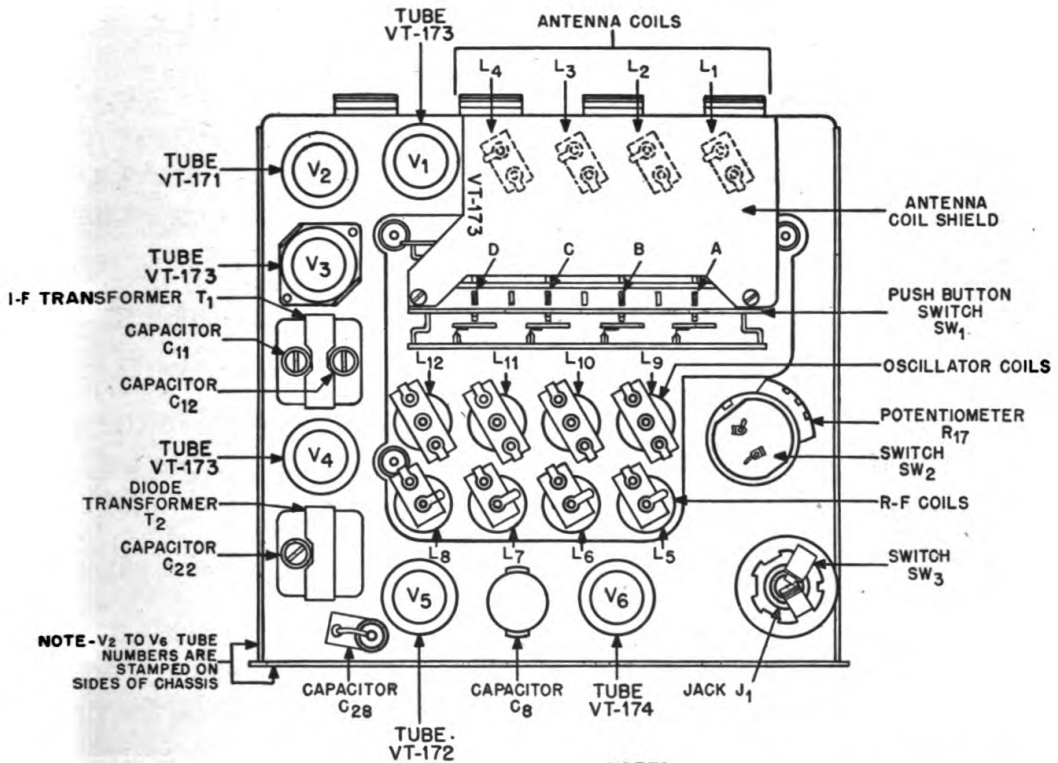 TUBE
VT-173
ANTENNA COILS
L4
L3
L2
L1
TUBE
VT-171
V2
V1
VT-173
ANTENNA
COIL SHIELD
D
C
B
A
TUBE
VT-173
V3
I-F TRANSFORMER T1
PUSH BUTTON
SWITCH
SW1
CAPACITOR
C11
CAPACITOR
C12
L12
L11
L10
L9
OSCILLATOR COILS
POTENTIOMETER
R17
TUBE
VT-173
V4
SWITCH
SW2
DIODE
TRANSFORMER
T2
R-F COILS
CAPACITOR
C22
L8
L7
L6
L5
SWITCH
SW3
V5
V6
NOTE-V2 TO V6 TUBE
NUMBERS ARE
STAMPED ON
SIDES OF CHASSIS
CAPACITOR
C28
TUBE.
VT-172
CAPACITOR
C8
TUBE
VT-174
JACK J1